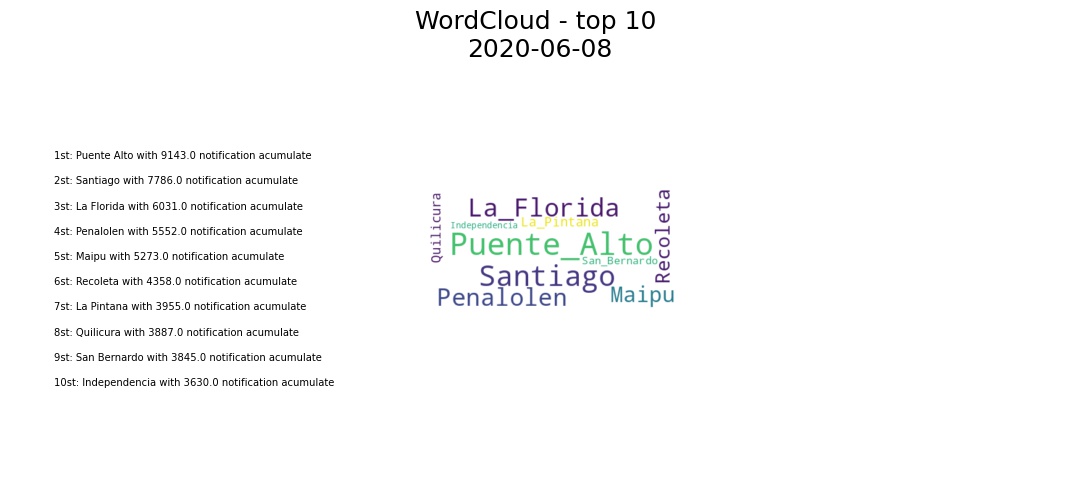 WordCloud - top 10
2020-06-08
1st: Puente Alto with 9143.0 notification acumulate
2st: Santiago with 7786.0 notification acumulate
3st: La Florida with 6031.0 notification acumulate
4st: Penalolen with 5552.0 notification acumulate
5st: Maipu with 5273.0 notification acumulate
6st: Recoleta with 4358.0 notification acumulate
7st: La Pintana with 3955.0 notification acumulate
8st: Quilicura with 3887.0 notification acumulate
9st: San Bernardo with 3845.0 notification acumulate
10st: Independencia with 3630.0 notification acumulate
Quilicura
La_Florida
Recoleta
Independencia
La_Pintana
Puente_Alto
San_Bernardo
Santiago
Penalolen
Maipu